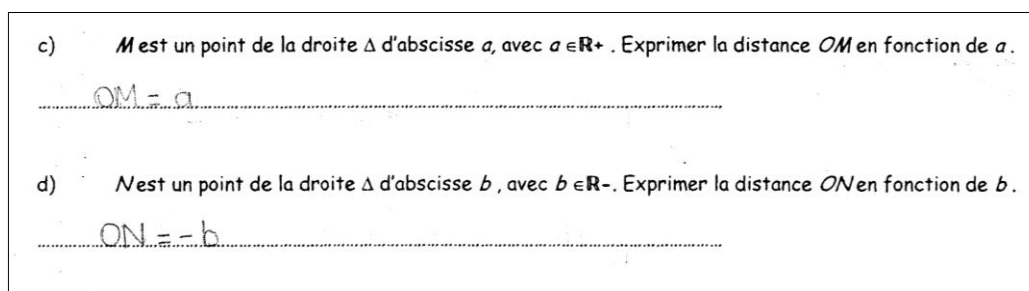 c) M est un point de la droite Δ d'abscisse a, avec a ∈R+ . Exprimer la distance OM en fonction de a.
OM = a
d) N est un point de la droite Δ d'abscisse b , avec b ∈R-. Exprimer la distance ON en fonction de b.
ON = - b